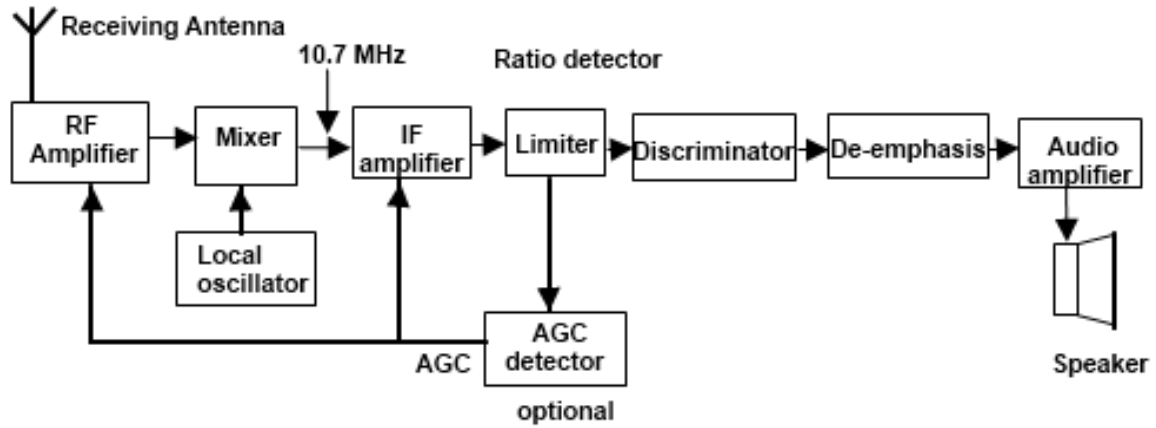 Receiving Antenna
10.7 MHz
Ratio detector
RF
Amplifier
Mixer
IF
amplifier
Limiter
Discriminator
De-emphasis
Audio
amplifier
Local
oscillator
AGC
AGC
detector
optional
Speaker